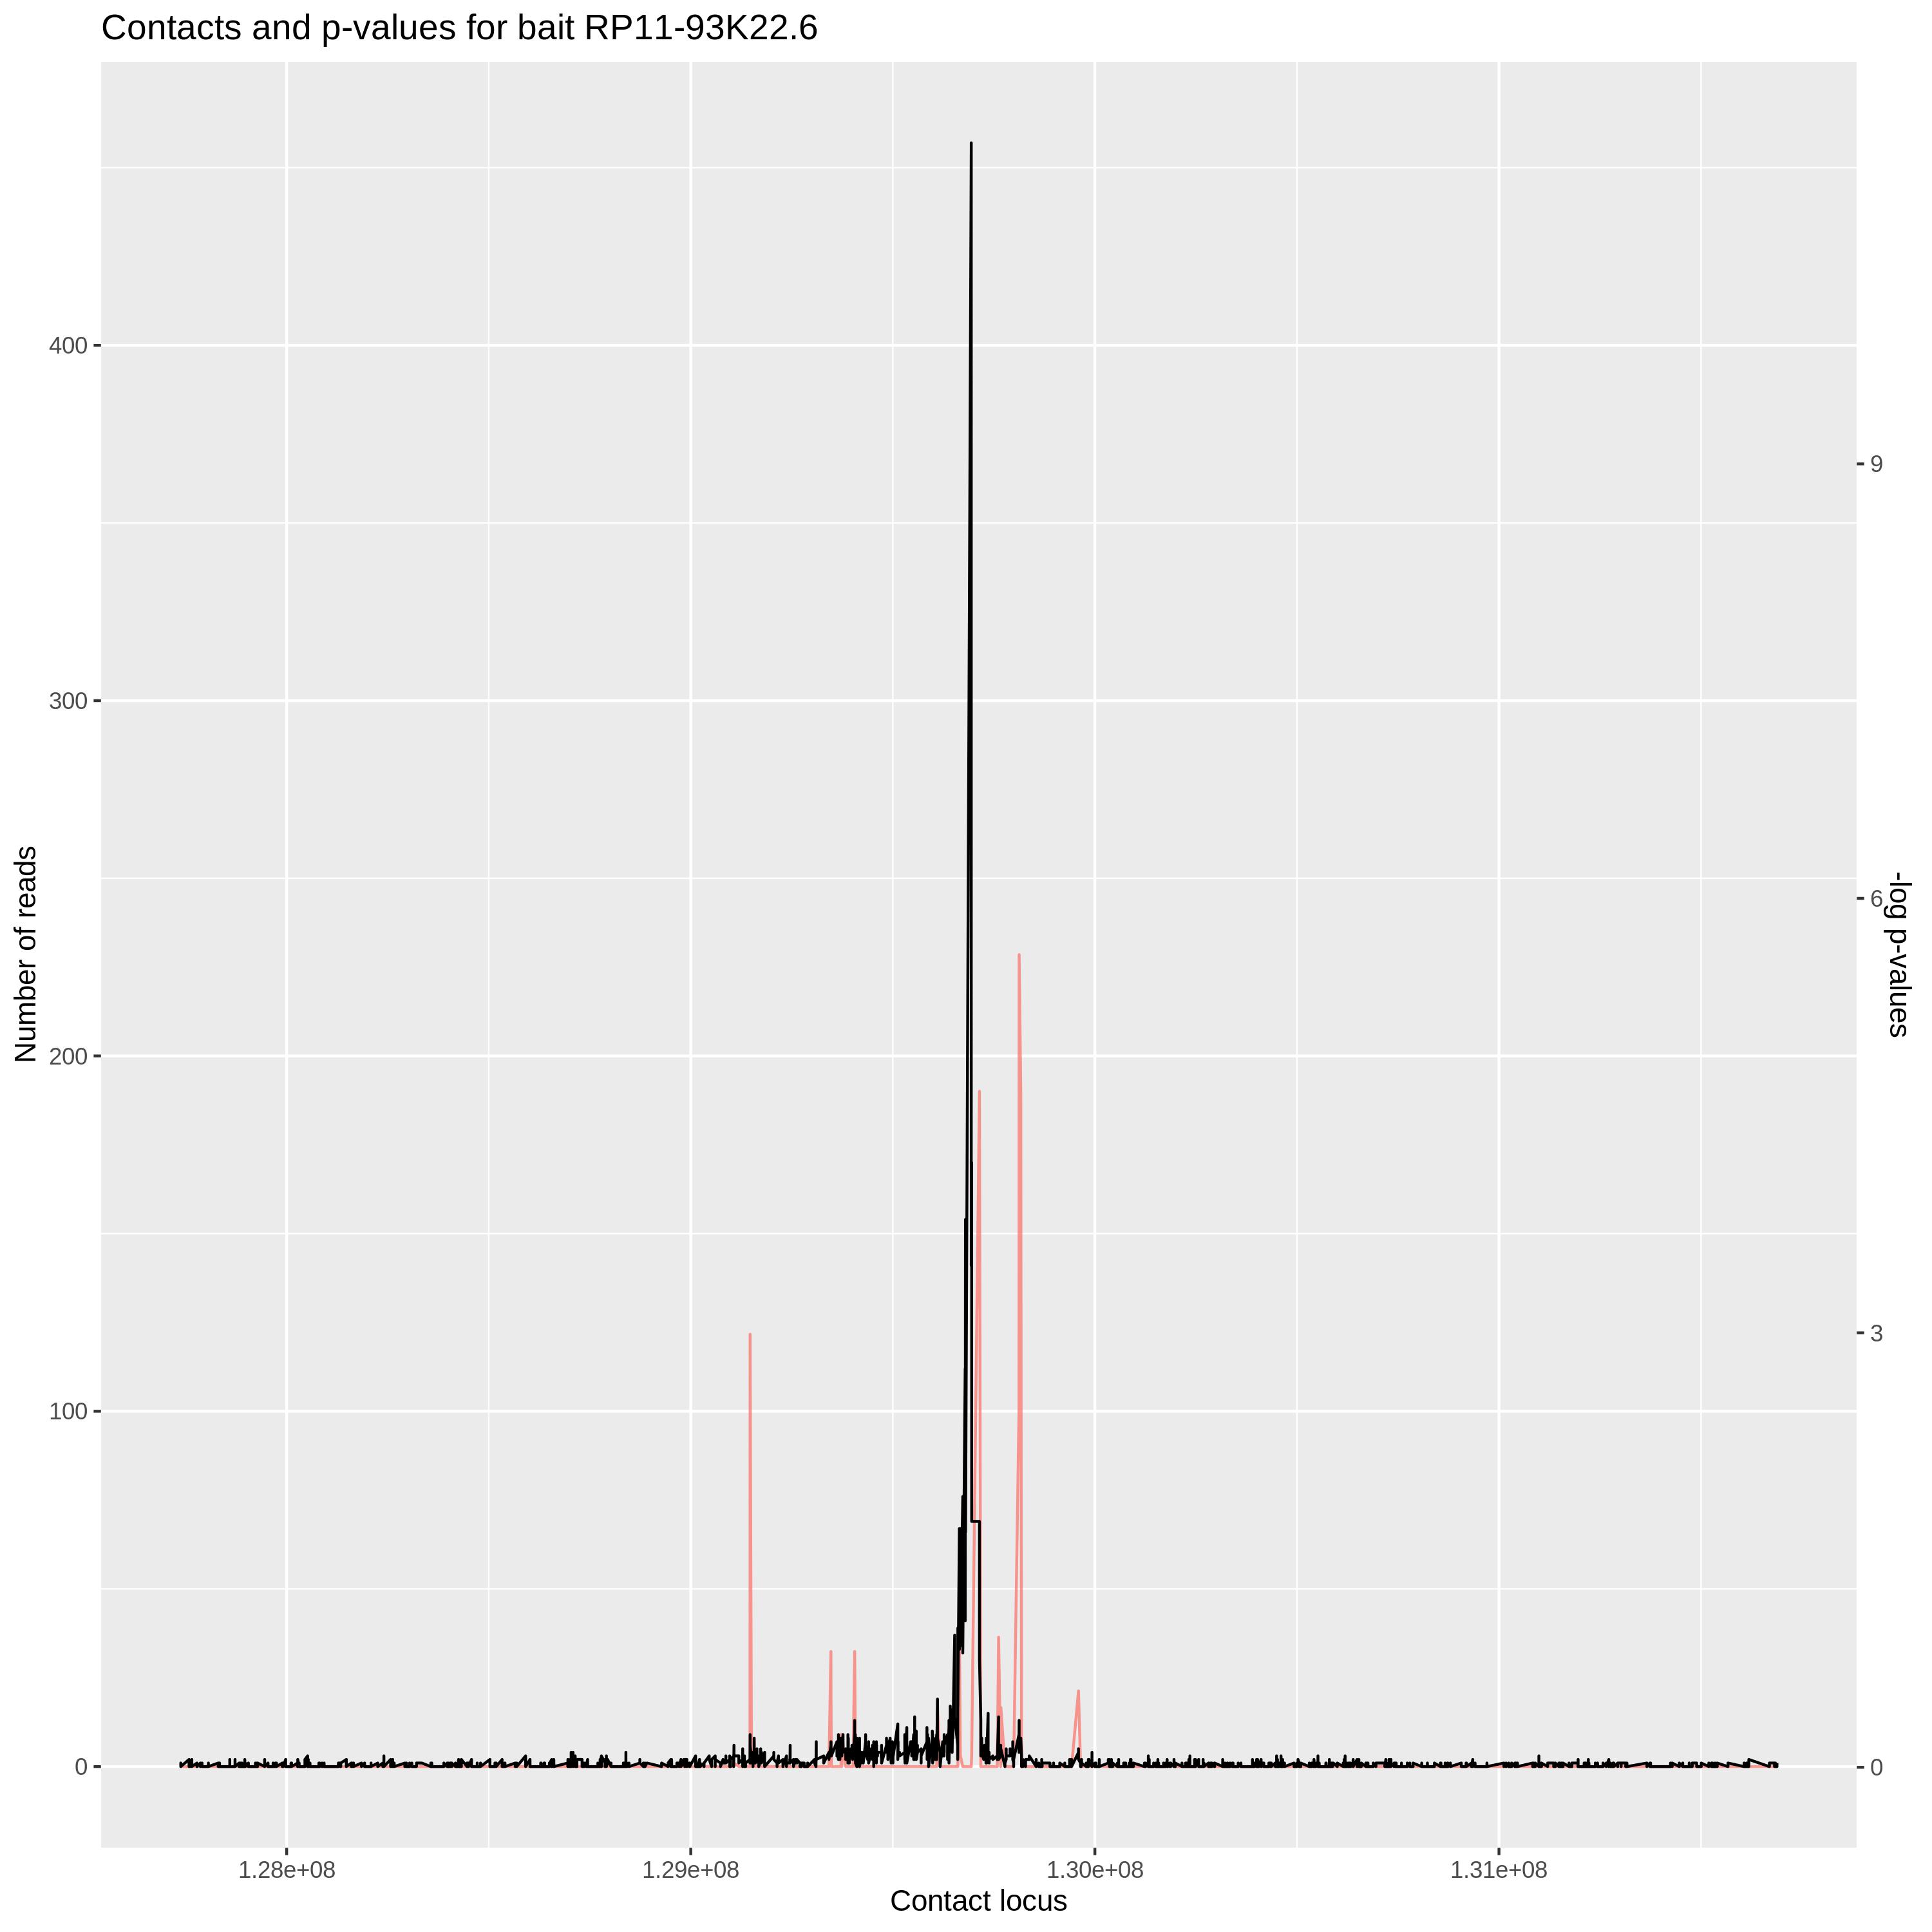 Contacts and p-values for bait RP11-93K22.6
400
300
200
100
0
Number of reads
9
6
3
0
-log p-values
1.28e+08
1.29e+08
1.30e+08
1.31e+08
Contact locus